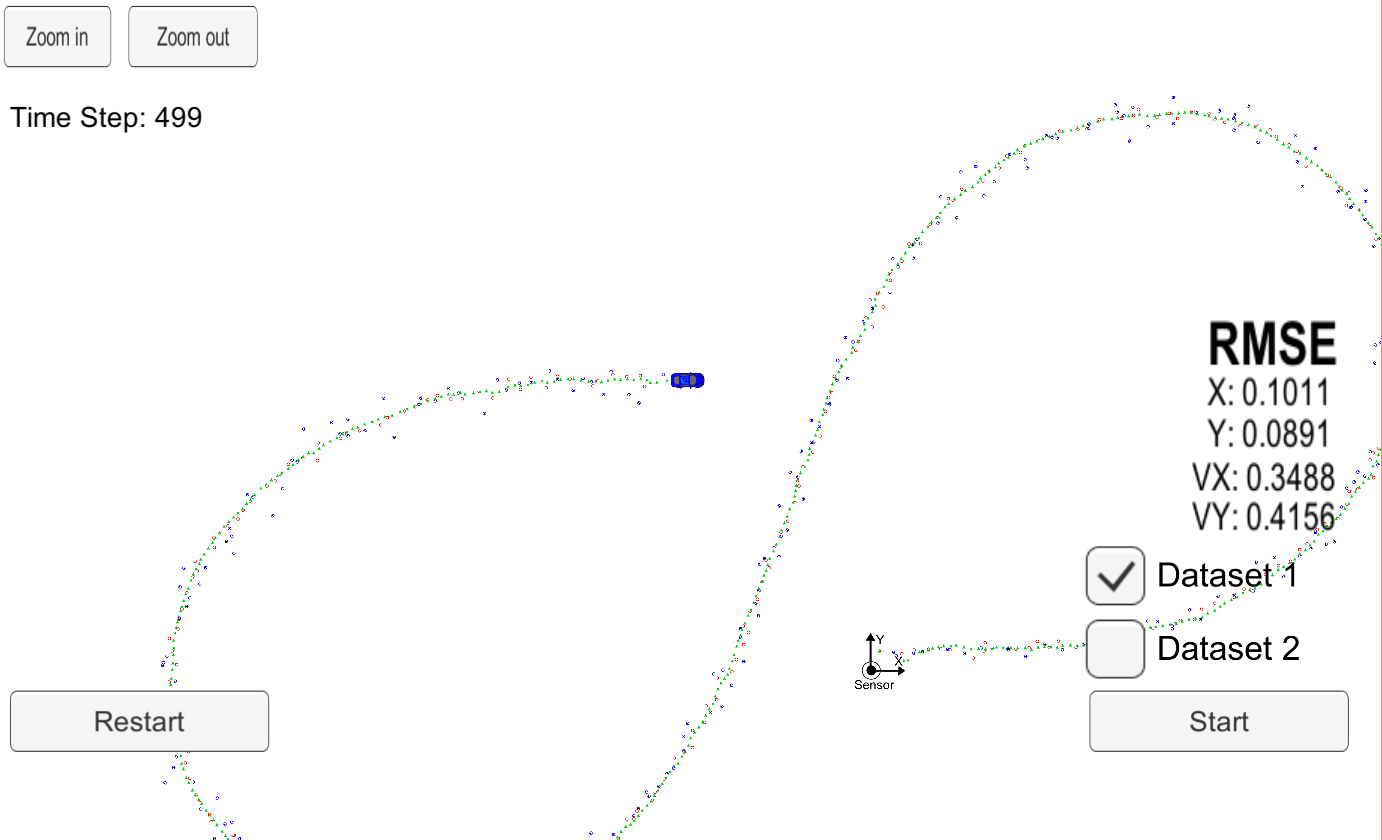 Zoom in
Zoom out
Time Step: 499
RMSE
X: 0.1011
Y: 0.0891
VX: 0.3488
VY: 0.4156
Dataset 1
Y
X
Sensor
Dataset 2
Restart
Start